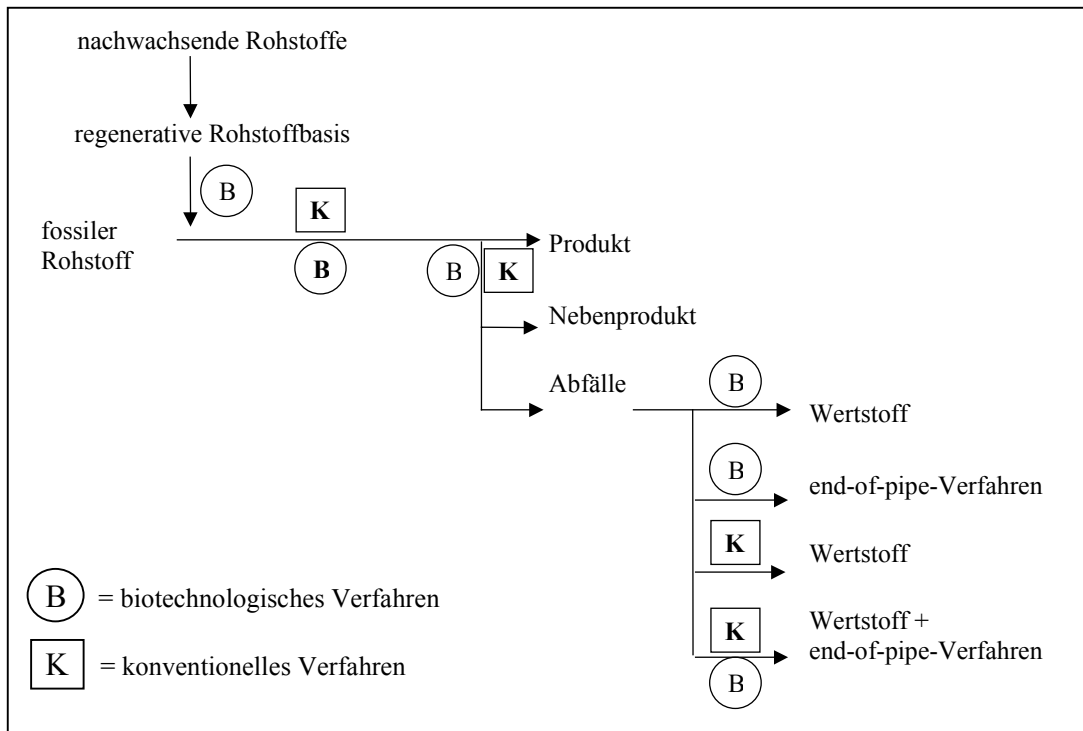 nachwachsende Rohstoffe
regenerative Rohstoffbasis
B
K
fossiler
Rohstoff
Produkt
B
B
K
Nebenprodukt
Abfälle
B
Wertstoff
B
end-of-pipe-Verfahren
K
Wertstoff
K
Wertstoff +
end-of-pipe-Verfahren
B
B = biotechnologisches Verfahren
K = konventionelles Verfahren